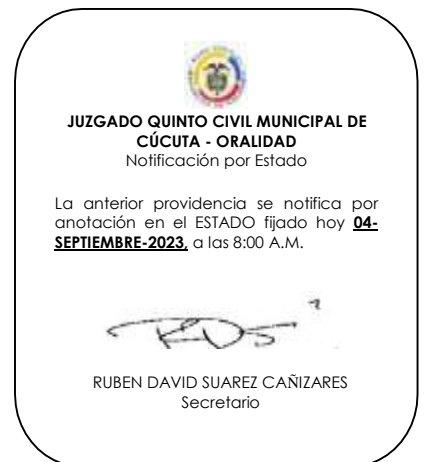 JUZGADO QUINTO CIVIL MUNICIPAL DE
CÚCUTA - ORALIDAD
Notificación por Estado
La anterior providencia se notifica por
anotación en el ESTADO fijado hoy 04-
SEPTIEMBRE-2023, a las 8:00 A.M.
RDS
RUBEN DAVID SUAREZ CAÑIZARES
Secretario